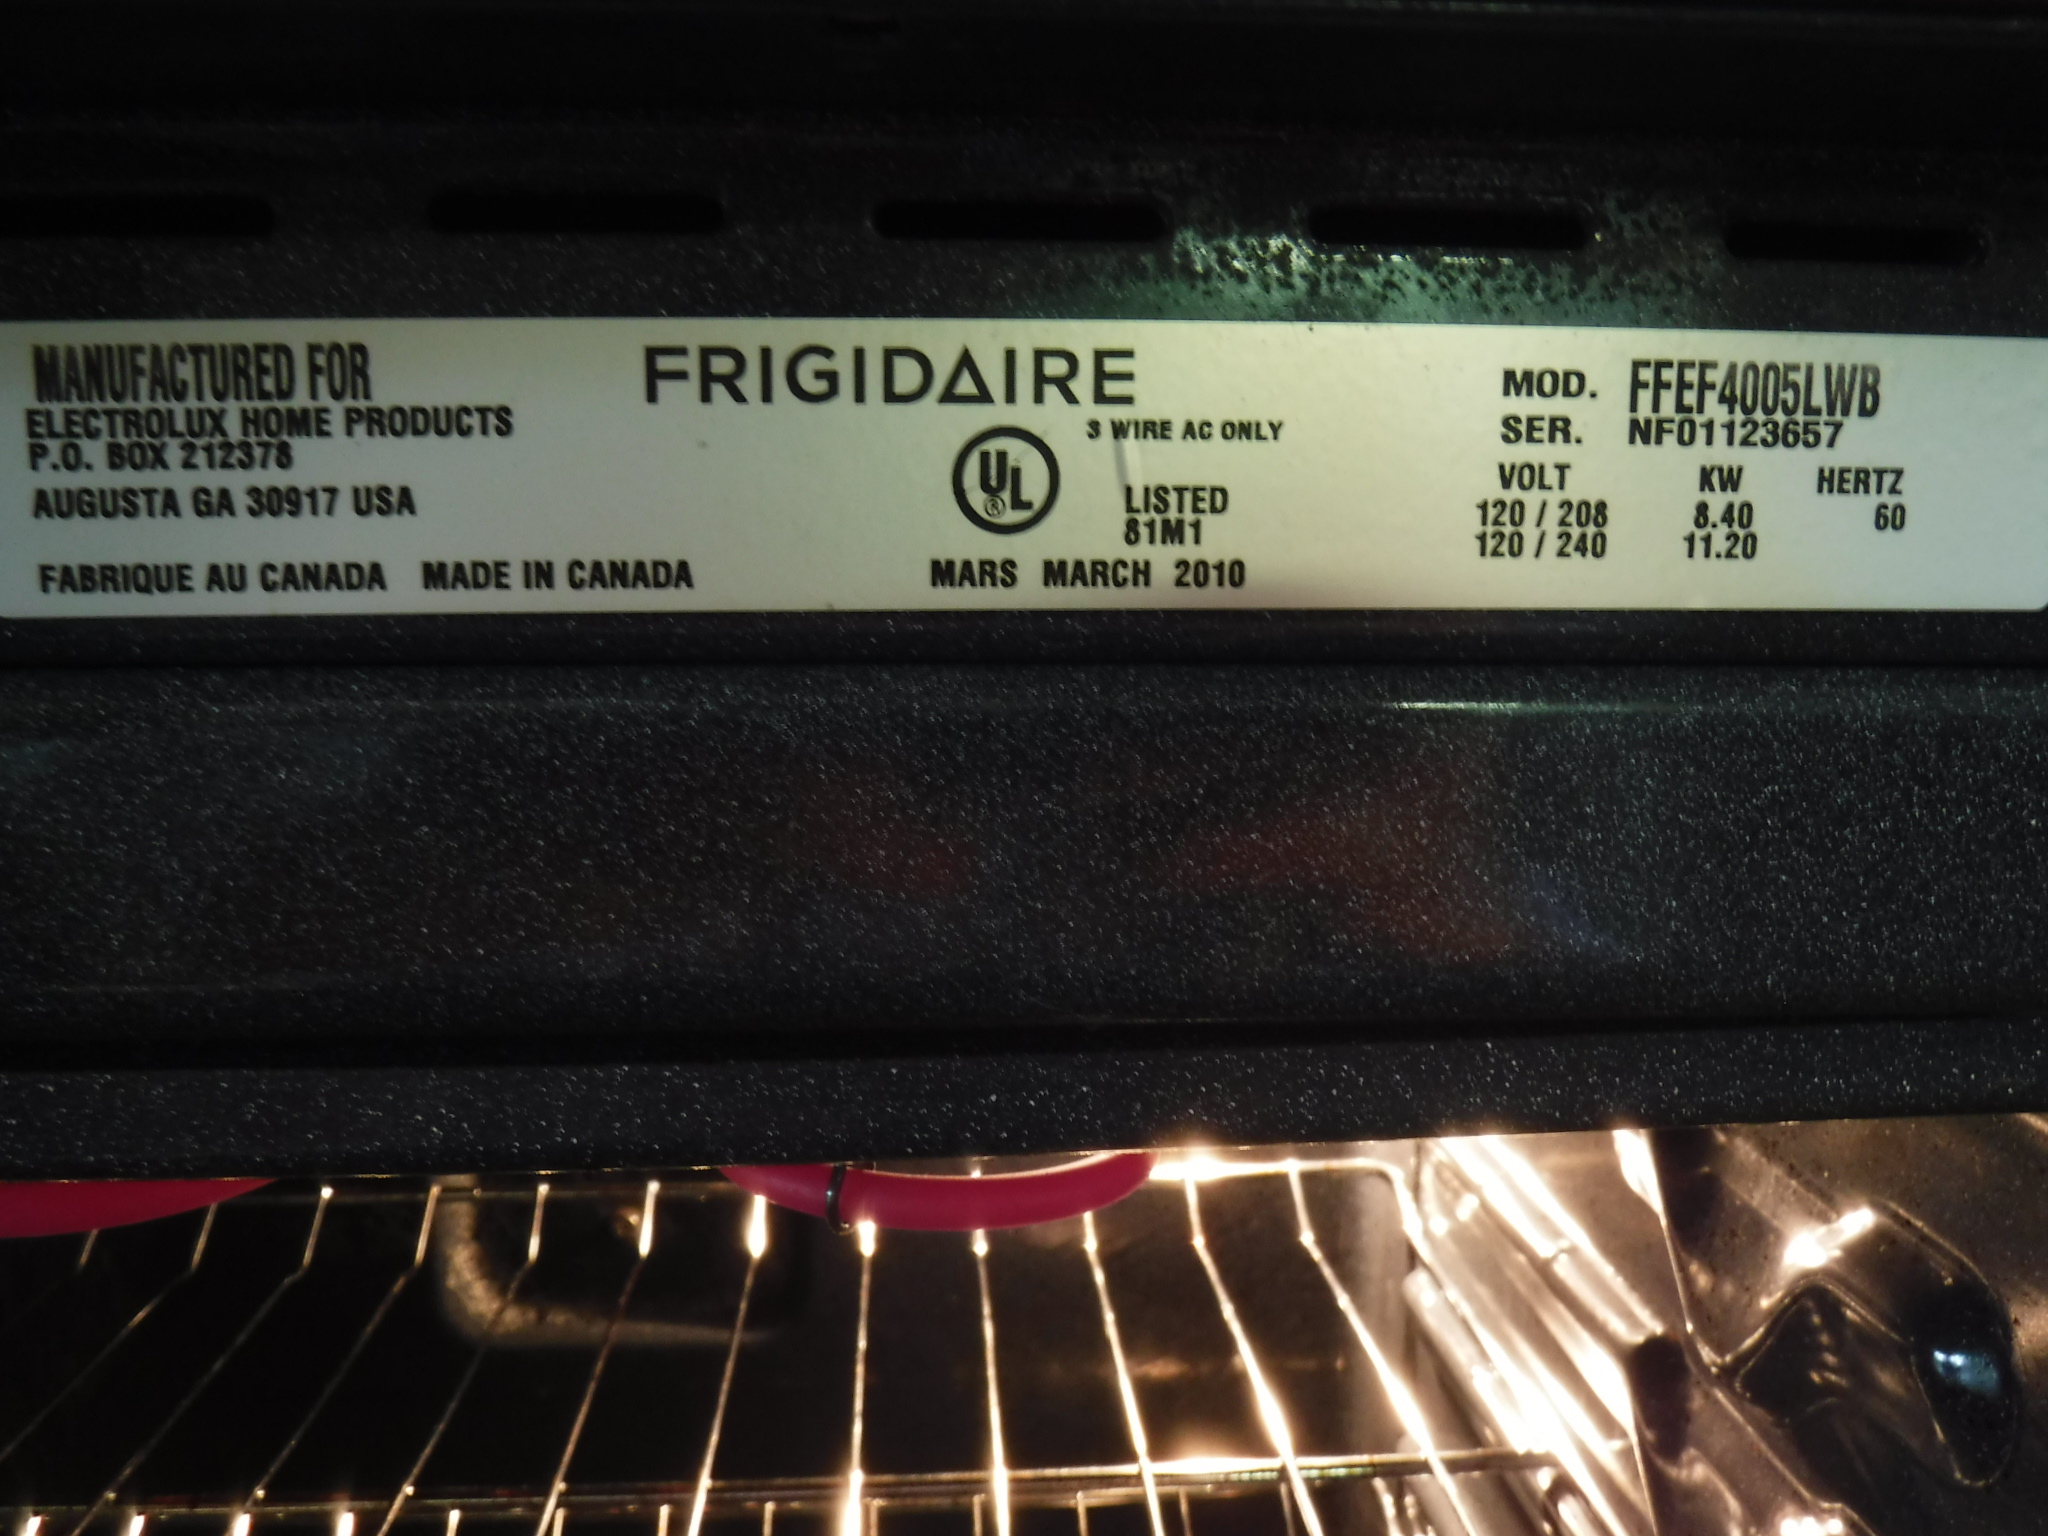 MANUFACTURED FOR
ELECTROLUX HOME PRODUCTS
P.O. BOX 212378
AUGUSTA GA 30917 USA
FABRIQUE AU CANADA MADE IN CANADA
FRIGIDAIRE
3 WIRE AC ONLY
UL ®
LISTED
81M1
MARS MARCH 2010
MOD. FFEF4005LWB
SER. NF01123657
VOLT KW HERTZ
120 / 208 8.40 60
120 / 240 11.20